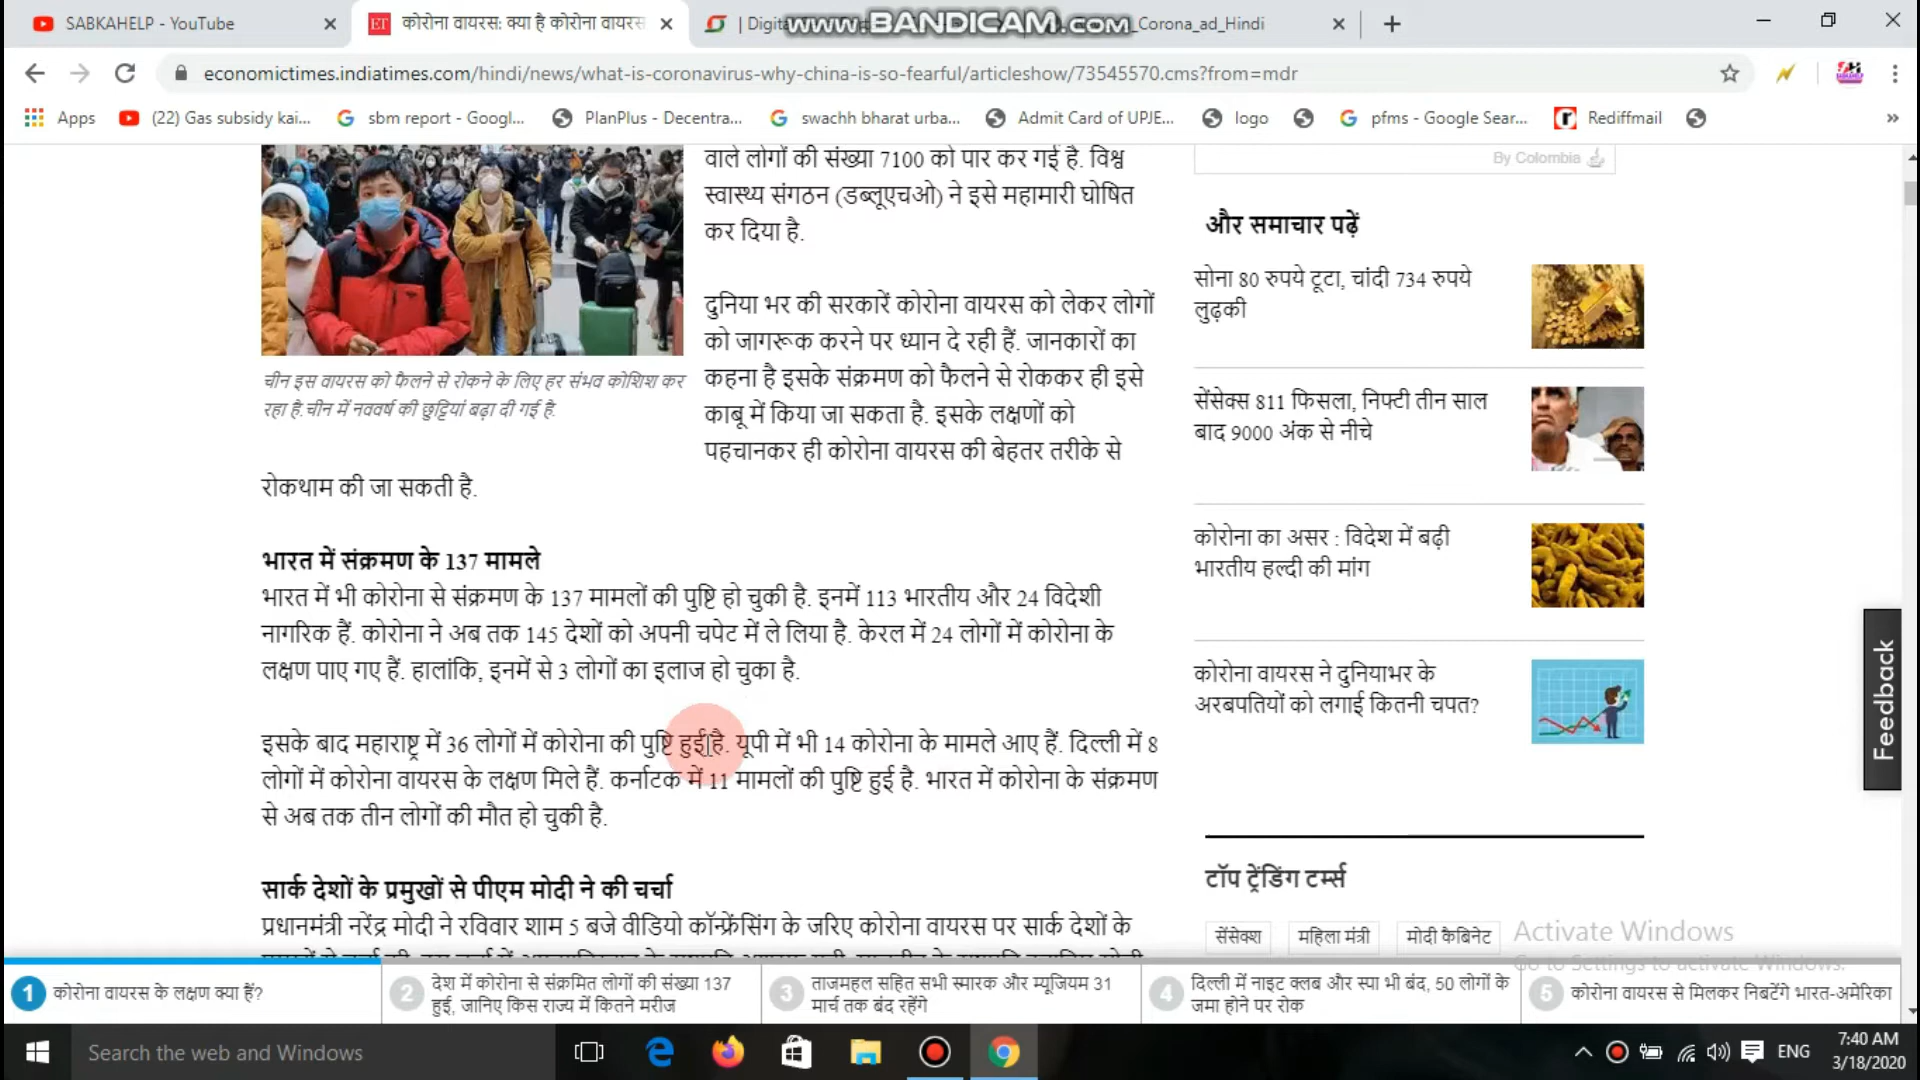 SABKAHELP - YouTube
ET कोरोना वायरस: क्या है कोरोना वायरस
| Digita
www.BANDICAM.com
_Corona_ad_Hindi
economictimes.indiatimes.com/hindi/news/what-is-coronavirus-why-china-is-so-fearful/articleshow/73545570.cms?from=mdr
Apps
(22) Gas subsidy kai...
sbm report - Googl...
PlanPlus - Decentra...
swachh bharat urba...
Admit Card of UPJE...
logo
pfms - Google Sear...
Rediffmail
»
वाले लोगों की संख्या 7100 को पार कर गई है. विश्व
स्वास्थ्य संगठन (डब्लूएचओ) ने इसे महामारी घोषित
कर दिया है.
दुनिया भर की सरकारें कोरोना वायरस को लेकर लोगों
को जागरूक करने पर ध्यान दे रही हैं. जानकारों का
कहना है इसके संक्रमण को फैलने से रोककर ही इसे
काबू में किया जा सकता है. इसके लक्षणों को
पहचानकर ही कोरोना वायरस की बेहतर तरीके से
रोकथाम की जा सकती है.
चीन इस वायरस को फैलने से रोकने के लिए हर संभव कोशिश कर
रहा है.चीन में नववर्ष की छुट्टियां बढ़ा दी गई है.
भारत में संक्रमण के 137 मामले
भारत में भी कोरोना से संक्रमण के 137 मामलों की पुष्टि हो चुकी है. इनमें 113 भारतीय और 24 विदेशी
नागरिक हैं. कोरोना ने अब तक 145 देशों को अपनी चपेट में ले लिया है. केरल में 24 लोगों में कोरोना के
लक्षण पाए गए हैं. हालांकि, इनमें से 3 लोगों का इलाज हो चुका है.
इसके बाद महाराष्ट्र में 36 लोगों में कोरोना की पुष्टि हुई है. यूपी में भी 14 कोरोना के मामले आए हैं. दिल्ली में 8
लोगों में कोरोना वायरस के लक्षण मिले हैं. कर्नाटक में 11 मामलों की पुष्टि हुई है. भारत में कोरोना के संक्रमण
से अब तक तीन लोगों की मौत हो चुकी है.
सार्क देशों के प्रमुखों से पीएम मोदी ने की चर्चा
प्रधानमंत्री नरेंद्र मोदी ने रविवार शाम 5 बजे वीडियो कॉन्फ्रेंसिंग के जरिए कोरोना वायरस पर सार्क देशों के
By Colombia
और समाचार पढ़ें
सोना 80 रुपये टूटा, चांदी 734 रुपये
लुढ़की
सेंसेक्स 811 फिसला, निफ्टी तीन साल
बाद 9000 अंक से नीचे
कोरोना का असर : विदेश में बढ़ी
भारतीय हल्दी की मांग
कोरोना वायरस ने दुनियाभर के
अरबपतियों को लगाई कितनी चपत?
टॉप ट्रेंडिंग टर्म्स
सेंसेक्श
महिला मंत्री
मोदी कैबिनेट
Feedback
Activate Windows
Go to Settings to activate Windows.
1 कोरोना वायरस के लक्षण क्या हैं?
2 देश में कोरोना से संक्रमित लोगों की संख्या 137
हुई, जानिए किस राज्य में कितने मरीज
3 ताजमहल सहित सभी स्मारक और म्यूजियम 31
मार्च तक बंद रहेंगे
4 दिल्ली में नाइट क्लब और स्पा भी बंद, 50 लोगों के
जमा होने पर रोक
5 कोरोना वायरस से मिलकर निबटेंगे भारत-अमेरिका
Search the web and Windows
ENG
7:40 AM
3/18/2020